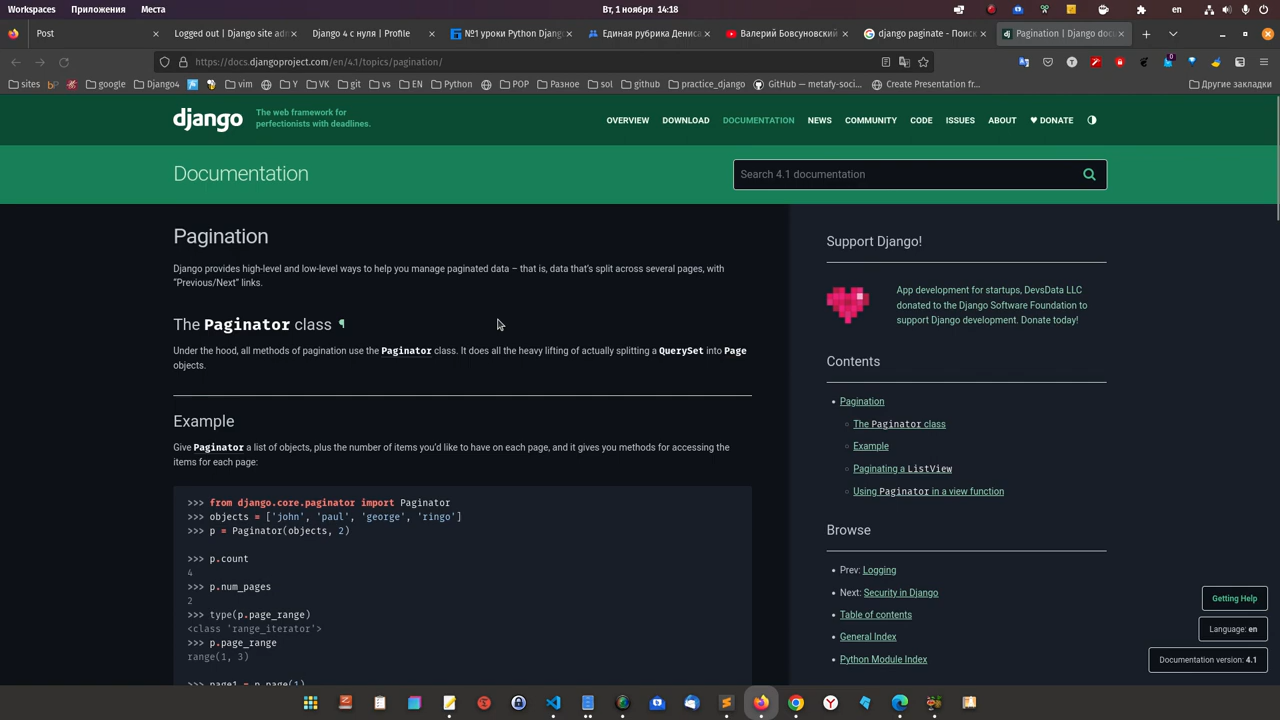 Workspaces Приложения Места Вт, 1 ноября 14:18 en
Post Logged out | Django site adn Django 4 с нуля | Profile №1 уроки Python Djang Единая рубрика Дениса Валерий Бовсуновский django paginate - Поиск Pagination | Django docu
https://docs.djangoproject.com/en/4.1/topics/pagination/
sites google Django4 vim Y VK git vs EN Python POP Разное sol github practice_django GitHub — metafy-soci… Create Presentation fr… Другие закладки
django
The web framework for
perfectionists with deadlines.
OVERVIEW DOWNLOAD DOCUMENTATION NEWS COMMUNITY CODE ISSUES ABOUT ♥ DONATE
Documentation
Search 4.1 documentation
Pagination
Django provides high-level and low-level ways to help you manage paginated data – that is, data that's split across several pages, with
“Previous/Next” links.
The Paginator class ¶
Under the hood, all methods of pagination use the Paginator class. It does all the heavy lifting of actually splitting a QuerySet into Page
objects.
Example
Give Paginator a list of objects, plus the number of items you'd like to have on each page, and it gives you methods for accessing the
items for each page:
>>> from django.core.paginator import Paginator
>>> objects = ['john', 'paul', 'george', 'ringo']
>>> p = Paginator(objects, 2)
>>> p.count
4
>>> p.num_pages
2
>>> type(p.page_range)
<class 'range_iterator'>
>>> p.page_range
range(1, 3)
>>> page1 = p.page(1)
Support Django!
App development for startups, DevsData LLC
donated to the Django Software Foundation to
support Django development. Donate today!
Contents
• Pagination
◦ The Paginator class
◦ Example
◦ Paginating a ListView
◦ Using Paginator in a view function
Browse
• Prev: Logging
• Next: Security in Django
• Table of contents
• General Index
• Python Module Index
Getting Help
Language: en
Documentation version: 4.1